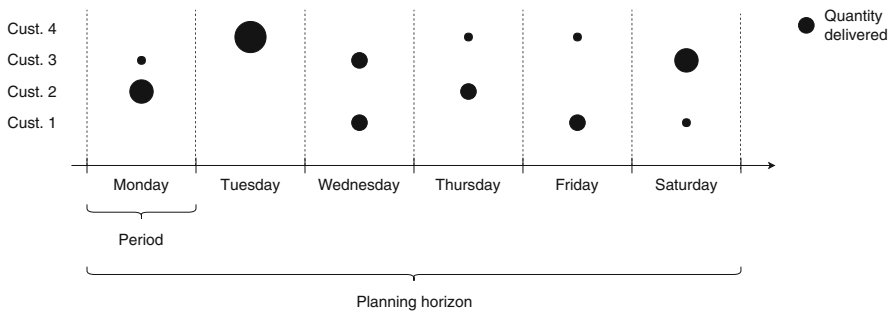 Cust. 4
Cust. 3
Cust. 2
Cust. 1
Quantity
delivered
Monday Tuesday Wednesday Thursday Friday Saturday
Period
Planning horizon